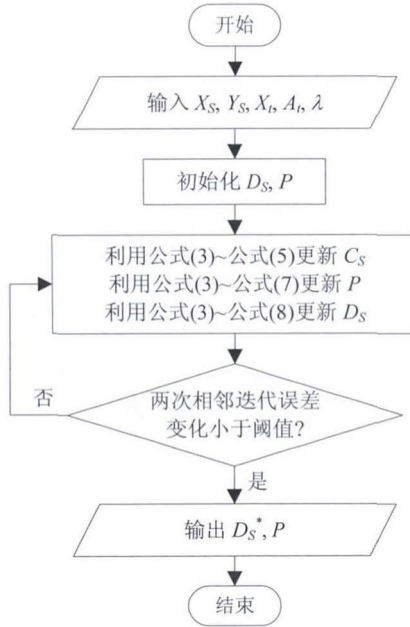 开始
输入 X_S, Y_S, X_t, A_t, λ
初始化 D_S, P
利用公式(3)~公式(5)更新 C_S
利用公式(3)~公式(7)更新 P
利用公式(3)~公式(8)更新 D_S
否
两次相邻迭代误差
变化小于阈值?
是
输出 D_S*, P
结束